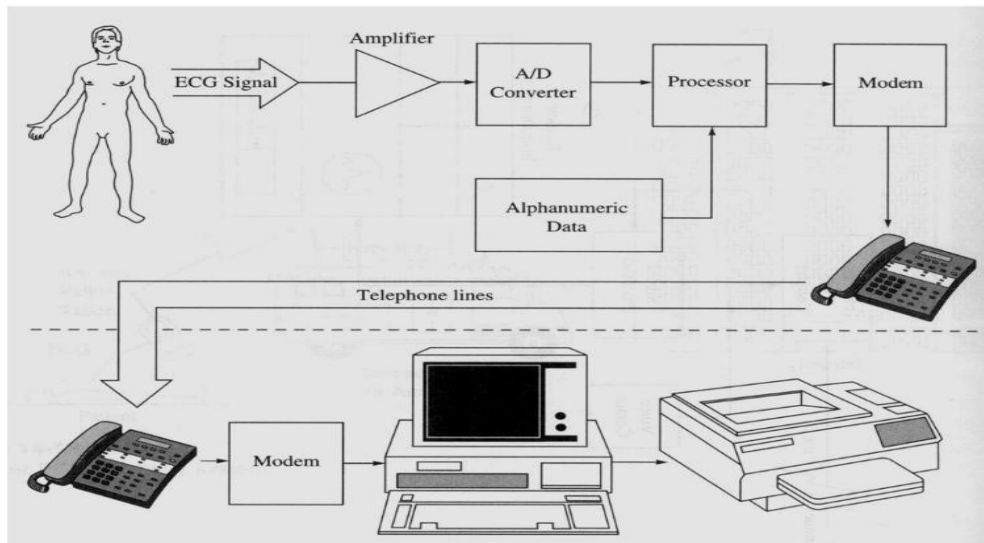 Amplifier
ECG Signal
A/D
Converter
Processor
Modem
Alphanumeric
Data
Telephone lines
Modem